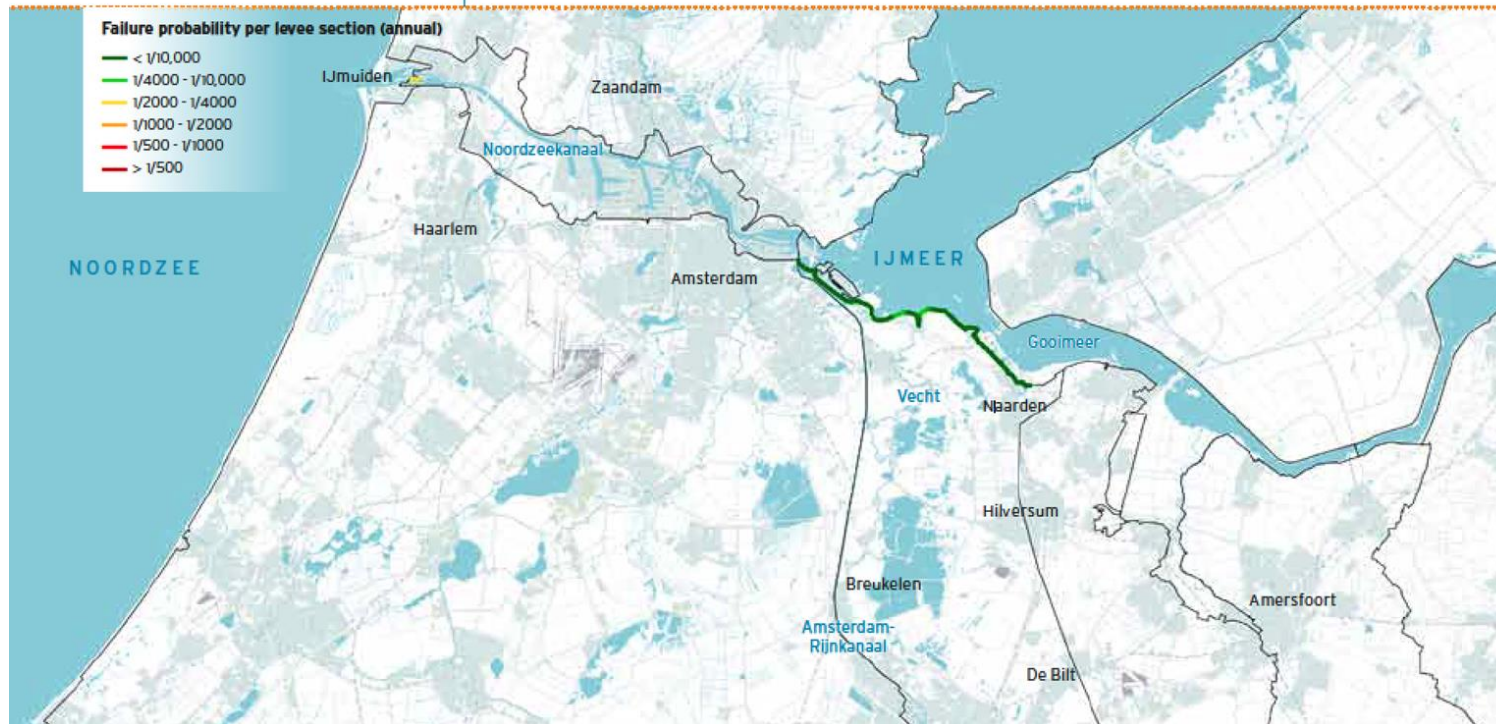 Failure probability per levee section (annual)
< 1/10,000
1/4000 - 1/10,000
1/2000 - 1/4000
1/1000 - 1/2000
1/500 - 1/1000
> 1/500
IJmuiden
Zaandam
Noordzeekanaal
Haarlem
NOORDZEE
IJMEER
Amsterdam
Gooimeer
Vecht
Naarden
Hilversum
Breukelen
Amersfoort
Amsterdam-
Rijnkanaal
De Bilt